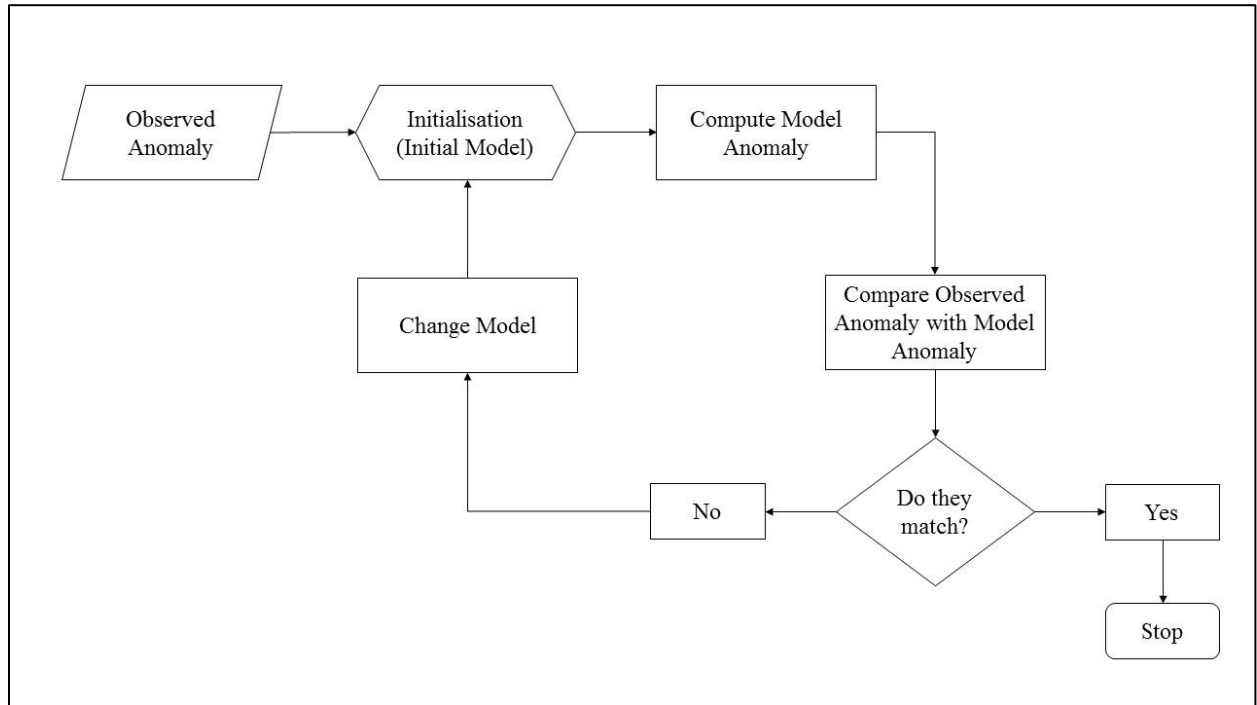 Observed
Anomaly
Initialisation
(Initial Model)
Compute Model
Anomaly
Change Model
Compare Observed
Anomaly with Model
Anomaly
No
Do they
match?
Yes
Stop